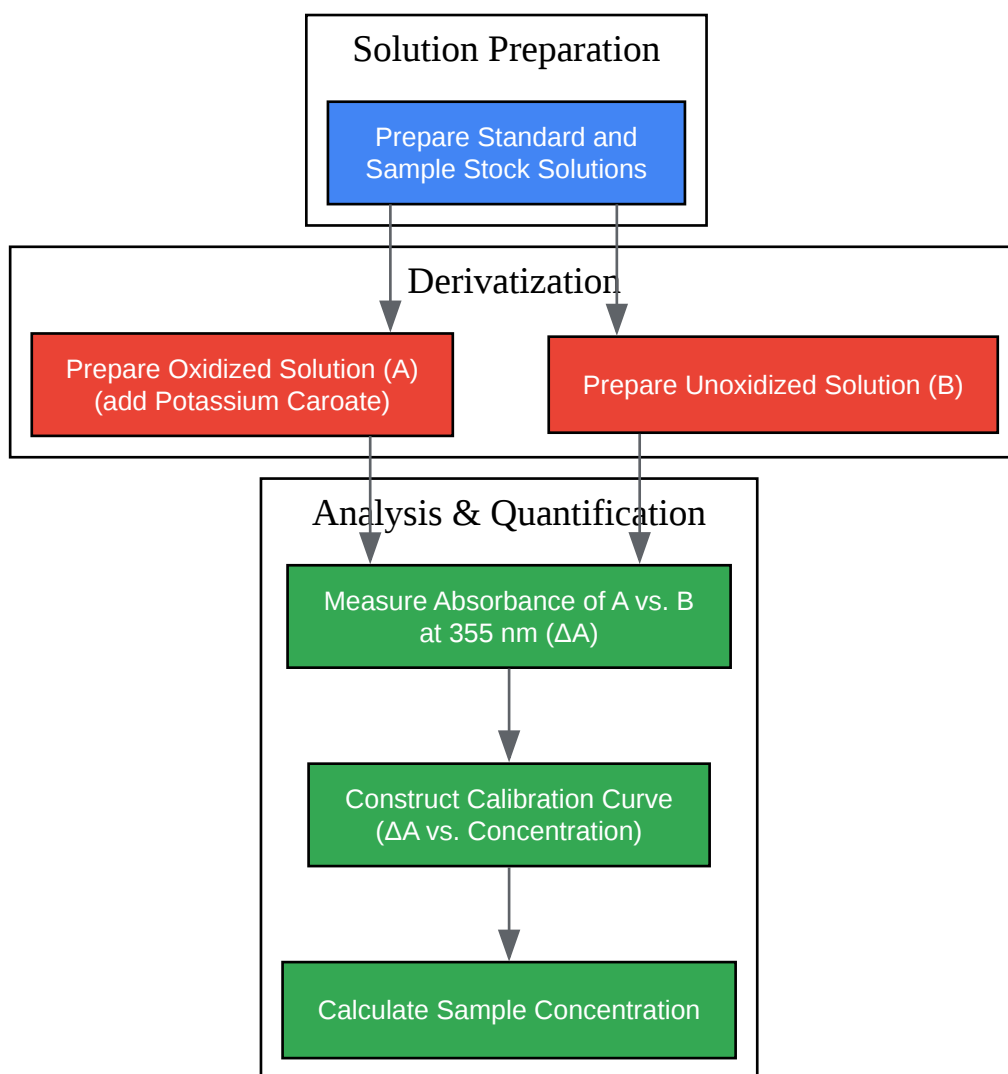 Solution Preparation
Prepare Standard and
Sample Stock Solutions
Derivatization
Prepare Oxidized Solution (A)
(add Potassium Caroate)
Prepare Unoxidized Solution (B)
Analysis & Quantification
Measure Absorbance of A vs. B
at 355 nm (ΔA)
Construct Calibration Curve
(ΔA vs. Concentration)
Calculate Sample Concentration